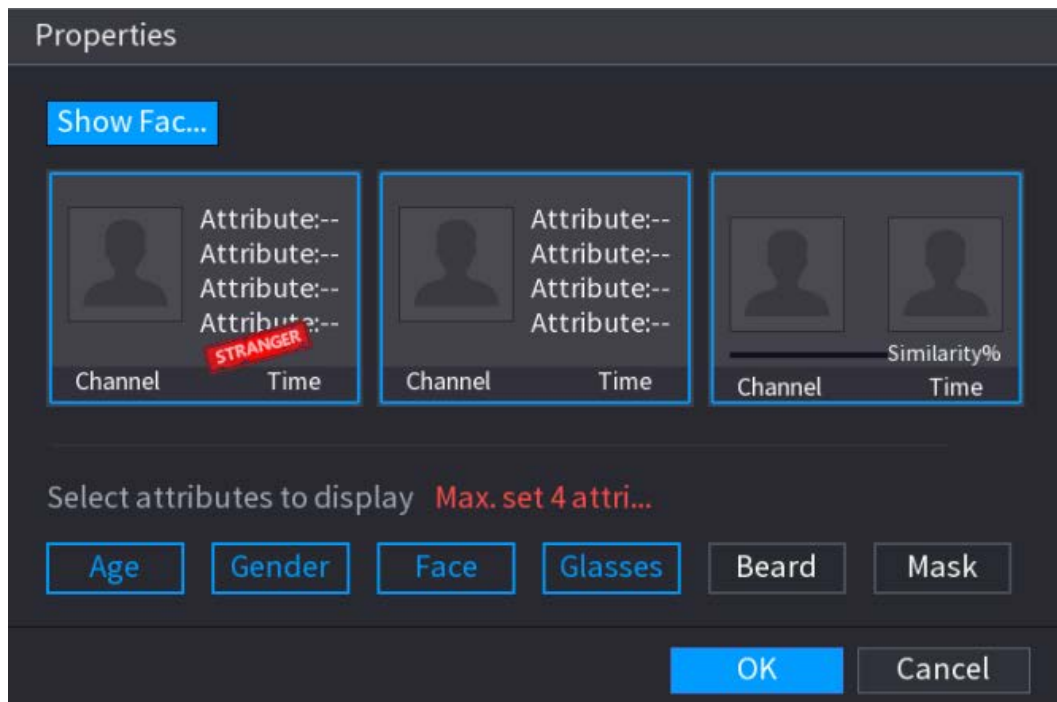 Properties
Show Fac...
Attribute:--
Attribute:--
Attribute:--
Attribute:--
STRANGER
Channel Time
Attribute:--
Attribute:--
Attribute:--
Attribute:--
Channel Time
Similarity%
Channel Time
Select attributes to display Max. set 4 attri...
Age Gender Face Glasses Beard Mask
OK Cancel